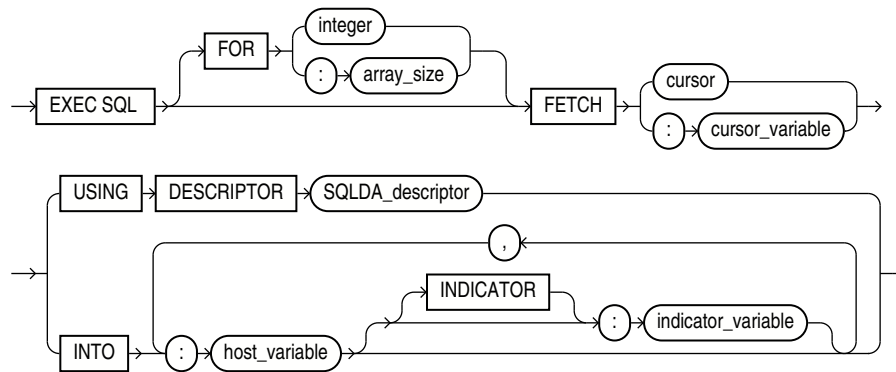 integer
FOR
: array_size
EXEC SQL FETCH cursor
: cursor_variable
USING DESCRIPTOR SQLDA_descriptor
,
INDICATOR
: indicator_variable
INTO : host_variable